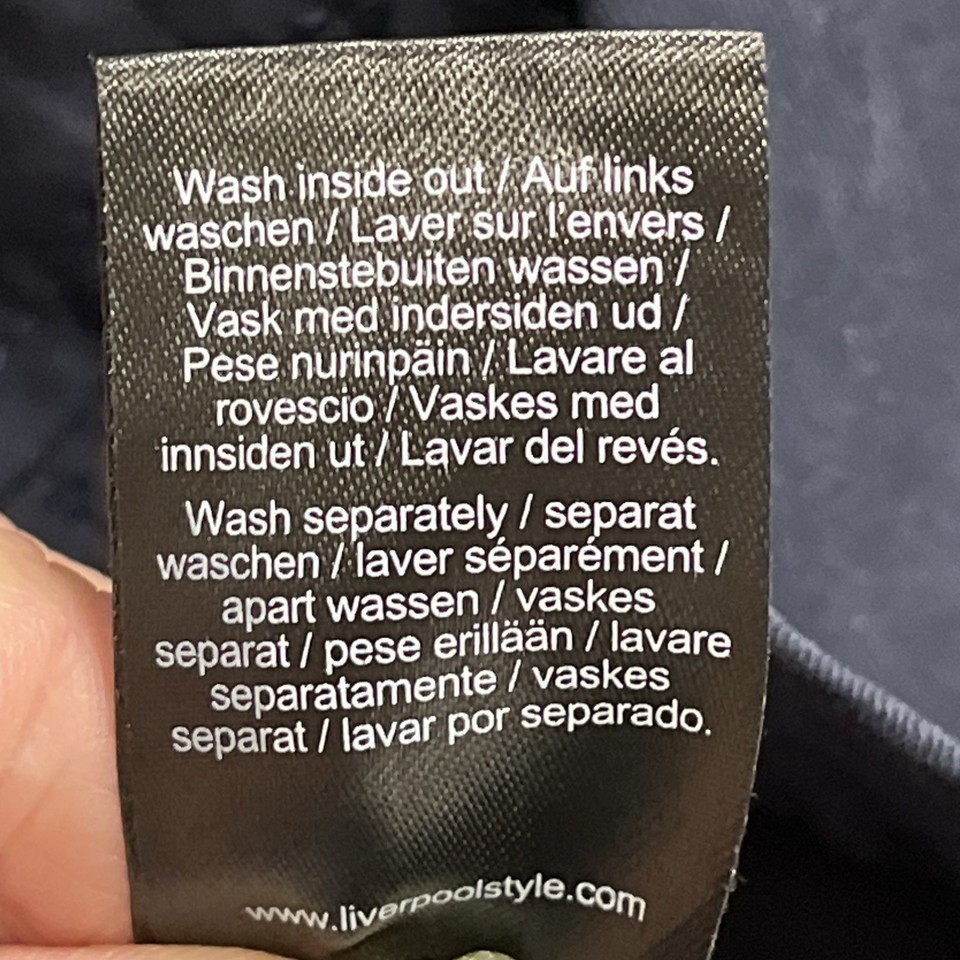 Wash inside out / Auf links
waschen / Laver sur l'envers /
Binnenstebuiten wassen /
Vask med indersiden ud /
Pese nurinpäin / Lavare al
rovescio / Vaskes med
innsiden ut / Lavar del revés.
Wash separately / separat
waschen / laver séparément /
apart wassen / vaskes
separat / pese erillään / lavare
separatamente / vaskes
separat / lavar por separado.
www.liverpoolstyle.com